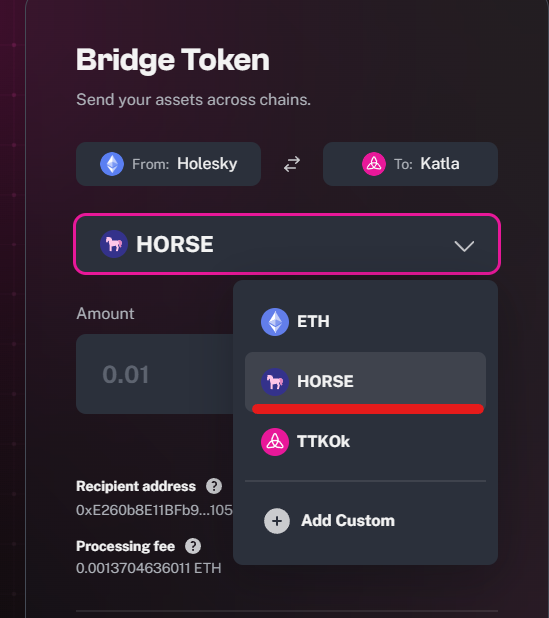 Bridge Token
Send your assets across chains.
From: Holesky
To: Katla
HORSE
Amount
0.01
ETH
HORSE
TTKOk
Add Custom
Recipient address ?
0xE260b8E11BFb9...105
Processing fee ?
0.0013704636011 ETH